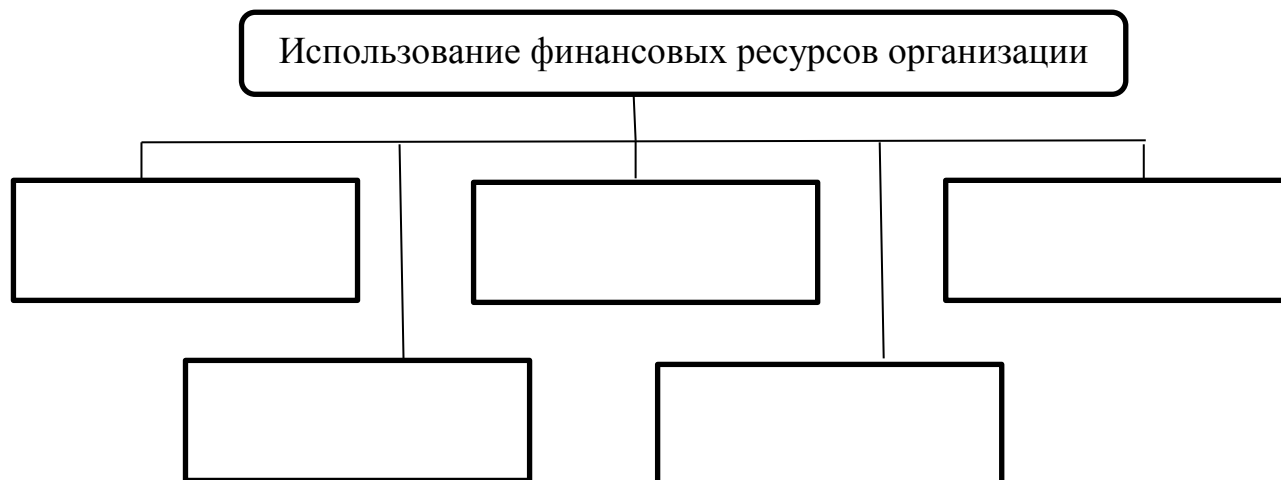 Использование финансовых ресурсов организации